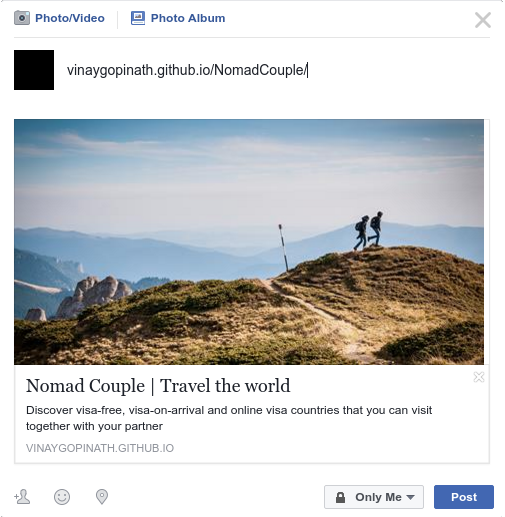 Photo/Video
Photo Album
vinaygopinath.github.io/NomadCouple/
Nomad Couple | Travel the world
Discover visa-free, visa-on-arrival and online visa countries that you can visit
together with your partner
VINAYGOPINATH.GITHUB.IO
Only Me
Post